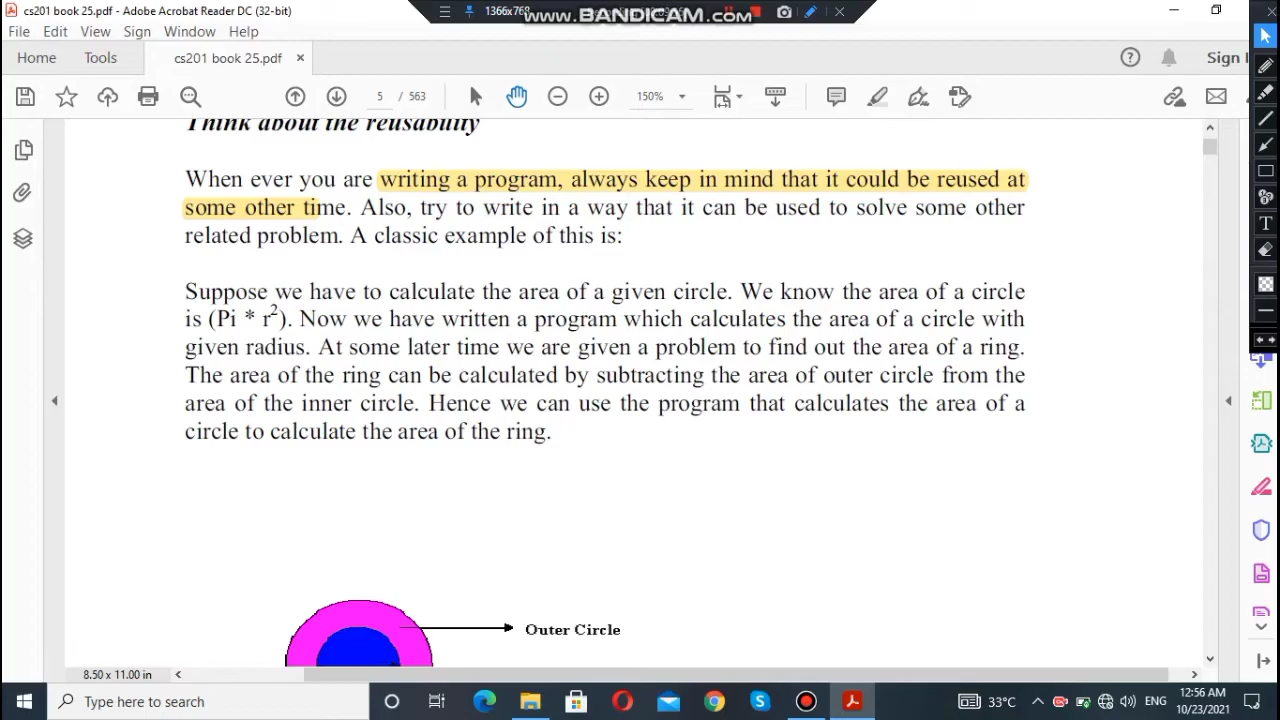 cs201 book 25.pdf - Adobe Acrobat Reader DC (32-bit)
1366x768
www.BANDICAM.com
File Edit View Sign Window Help
Home Tools cs201 book 25.pdf × Sign I
5 / 563 150%
Think about the reusability
When ever you are writing a program, always keep in mind that it could be reused at
some other time. Also, try to write in a way that it can be used to solve some other
related problem. A classic example of this is:
Suppose we have to calculate the area of a given circle. We know the area of a circle
is (Pi * r²). Now we have written a program which calculates the area of a circle with
given radius. At some later time we are given a problem to find out the area of a ring.
The area of the ring can be calculated by subtracting the area of outer circle from the
area of the inner circle. Hence we can use the program that calculates the area of a
circle to calculate the area of the ring.
Outer Circle
8.50 x 11.00 in
Type here to search
33°C ENG 12:56 AM
10/23/2021